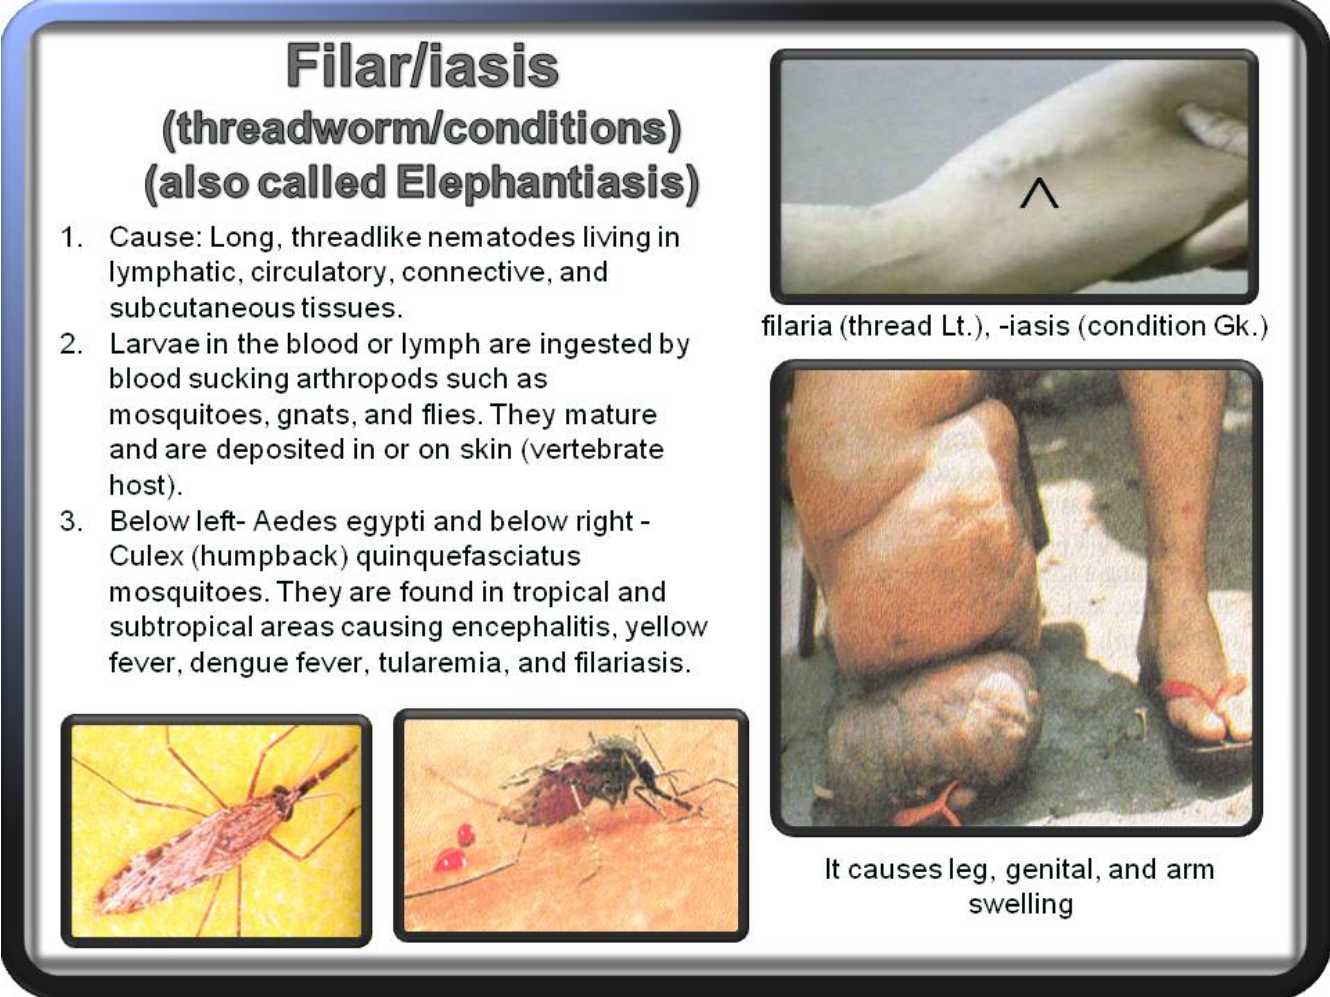 Filar/iasis
(threadworm/conditions)
(also called Elephantiasis)
1. Cause: Long, threadlike nematodes living in
lymphatic, circulatory, connective, and
subcutaneous tissues.
2. Larvae in the blood or lymph are ingested by
blood sucking arthropods such as
mosquitoes, gnats, and flies. They mature
and are deposited in or on skin (vertebrate
host).
3. Below left- Aedes egypti and below right -
Culex (humpback) quinquefasciatus
mosquitoes. They are found in tropical and
subtropical areas causing encephalitis, yellow
fever, dengue fever, tularemia, and filariasis.
filaria (thread Lt.), -iasis (condition Gk.)
It causes leg, genital, and arm
swelling